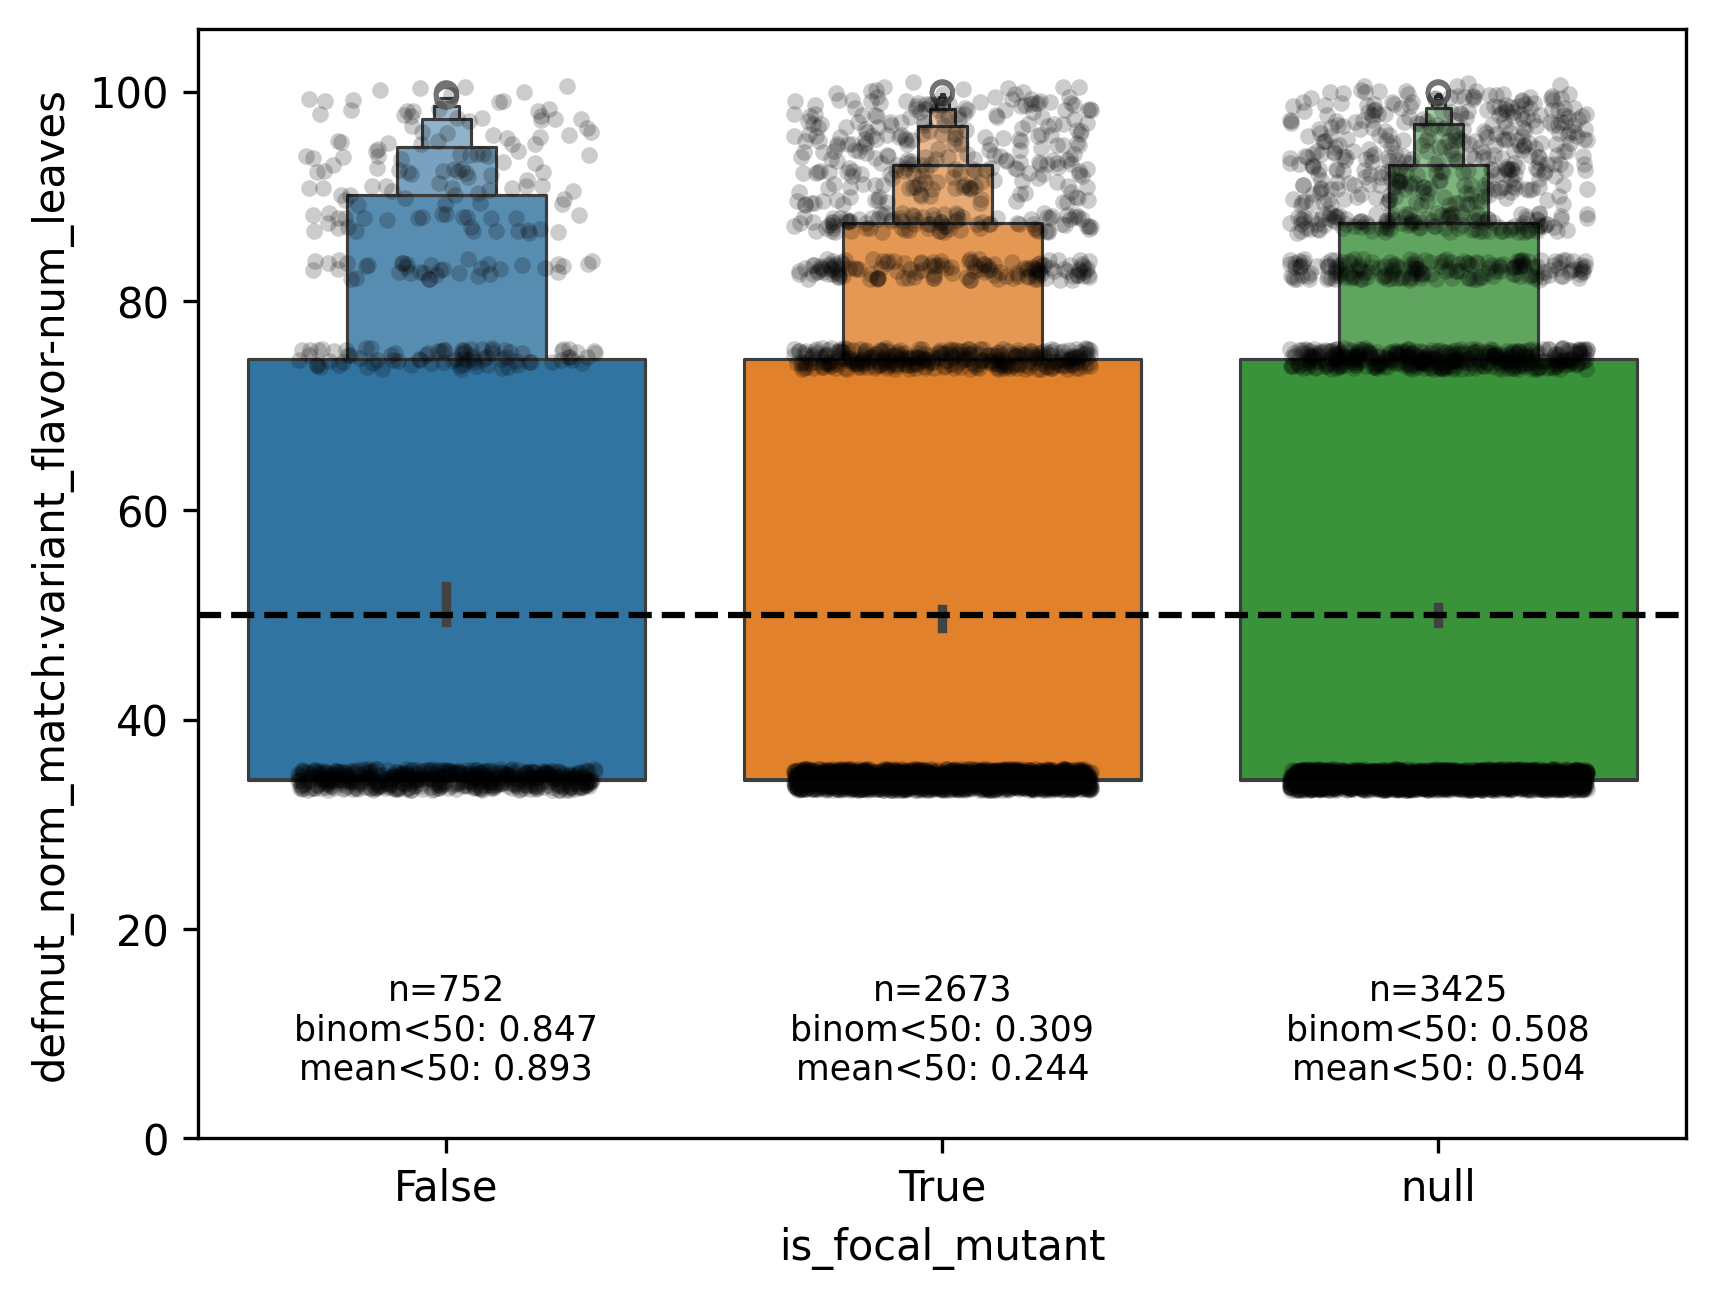 defmut_norm_match:variant_flavor-num_leaves
100
80
60
40
20
0
n=752
binom<50: 0.847
mean<50: 0.893
n=2673
binom<50: 0.309
mean<50: 0.244
n=3425
binom<50: 0.508
mean<50: 0.504
False
True
null
is_focal_mutant